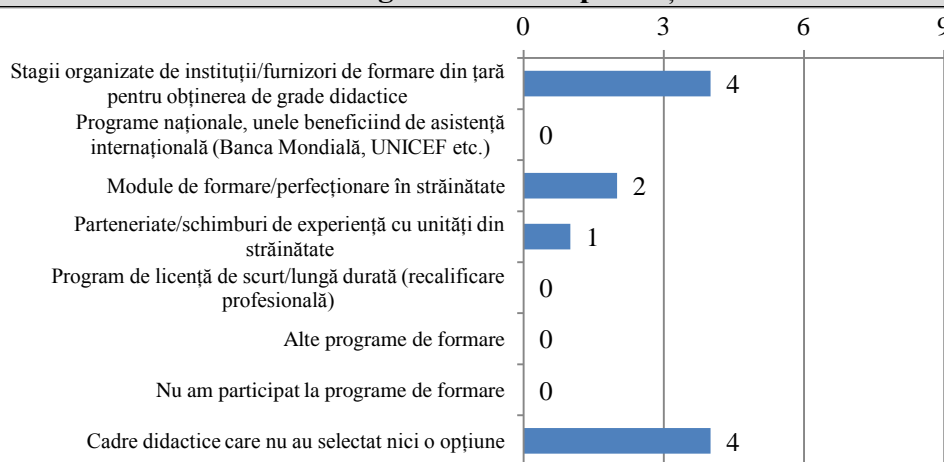 0 3 6 9
Stagii organizate de instituții/furnizori de formare din țară
pentru obținerea de grade didactice
4
Programe naționale, unele beneficiind de asistență
internațională (Banca Mondială, UNICEF etc.)
0
Module de formare/perfecționare în străinătate
2
Parteneriate/schimburi de experiență cu unități din
străinătate
1
Program de licență de scurt/lungă durată (recalificare
profesională)
0
Alte programe de formare
0
Nu am participat la programe de formare
0
Cadre didactice care nu au selectat nici o opțiune
4